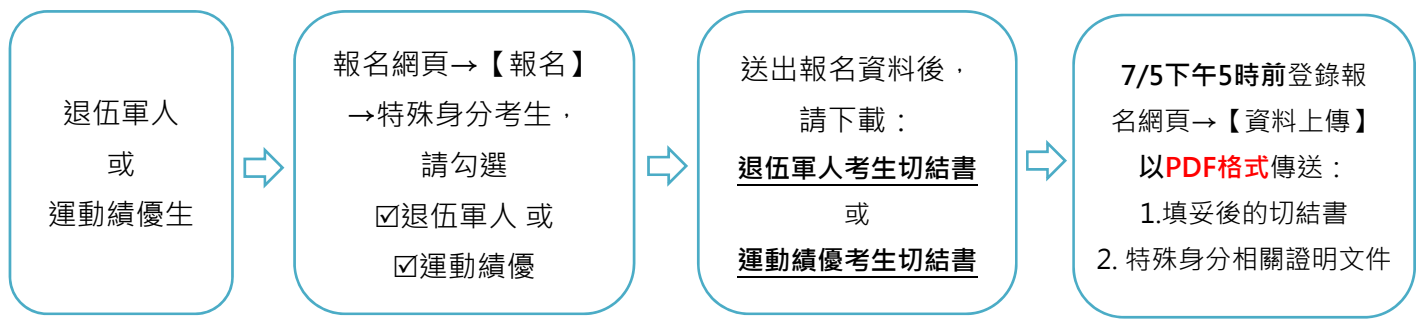 退伍軍人
或
運動績優生
報名網頁→【報名】
→特殊身分考生，
請勾選
☑退伍軍人 或
☑運動績優
送出報名資料後，
請下載：
退伍軍人考生切結書
或
運動績優考生切結書
7/5下午5時前登錄報
名網頁→【資料上傳】
以PDF格式傳送：
1.填妥後的切結書
2. 特殊身分相關證明文件